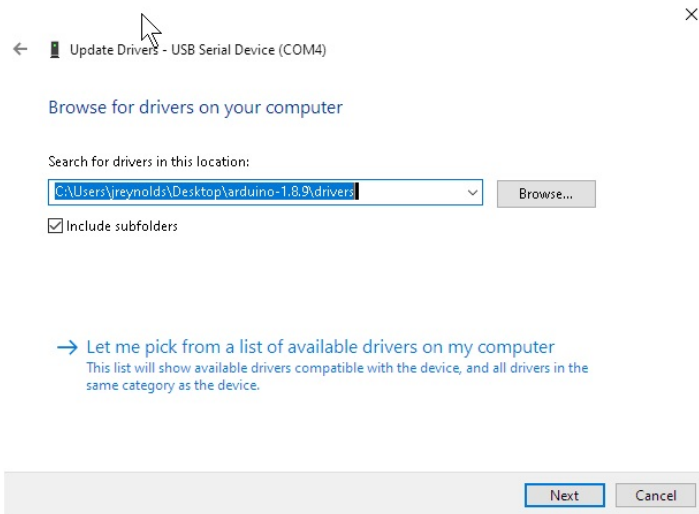 Update Drivers - USB Serial Device (COM4)
Browse for drivers on your computer
Search for drivers in this location:
C:\Users\jreynolds\Desktop\arduino-1.8.9\drivers
Browse...
Include subfolders
Let me pick from a list of available drivers on my computer
This list will show available drivers compatible with the device, and all drivers in the
same category as the device.
Next
Cancel